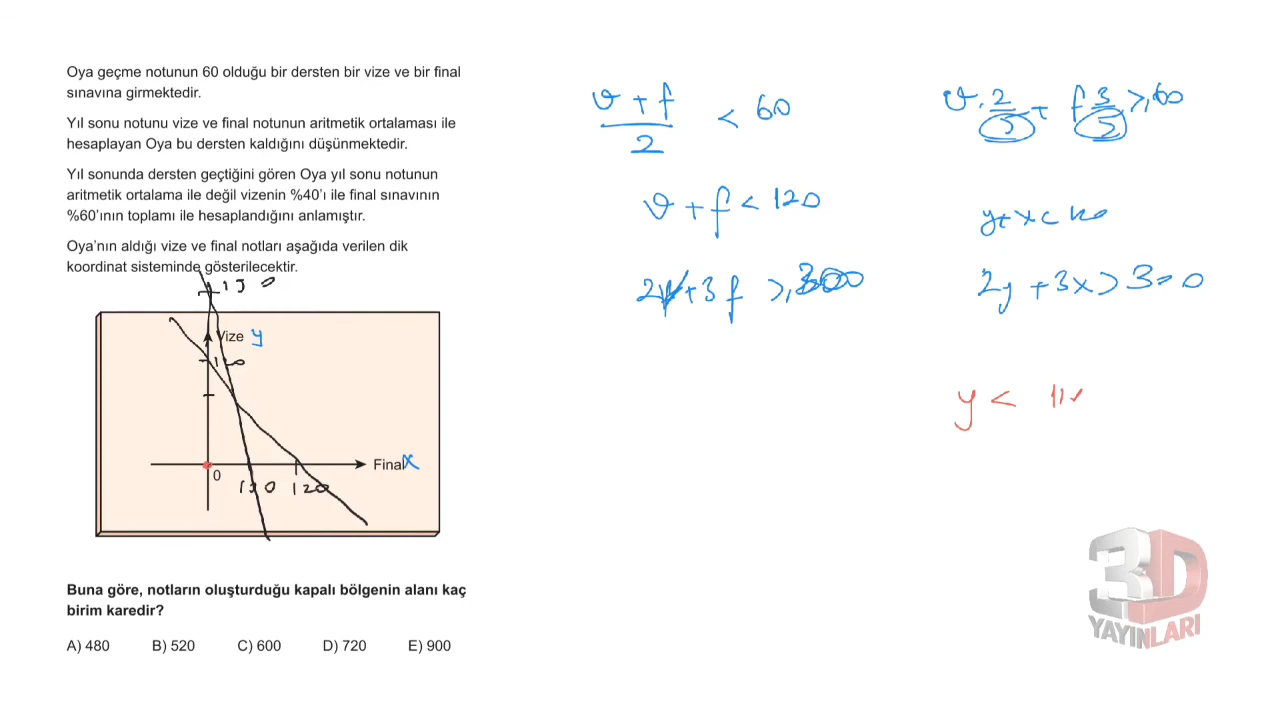 Oya geçme notunun 60 olduğu bir dersten bir vize ve bir final
sınavına girmektedir.
Yıl sonu notunu vize ve final notunun aritmetik ortalaması ile
hesaplayan Oya bu dersten kaldığını düşünmektedir.
Yıl sonunda dersten geçtiğini gören Oya yıl sonu notunun
aritmetik ortalama ile değil vizenin %40'ı ile final sınavının
%60'ının toplamı ile hesaplandığını anlamıştır.
Oya'nın aldığı vize ve final notları aşağıda verilen dik
koordinat sisteminde gösterilecektir.
150
Vize y
120
0
Final x
100 120
Buna göre, notların oluşturduğu kapalı bölgenin alanı kaç
birim karedir?
A) 480 B) 520 C) 600 D) 720 E) 900
v + f
2
< 60
v + f < 120
+3f ≥ 300
v. 2/5 + f 3/5 ≥ 60
y + x <
2y + 3x > 300
y <
3D
YAYINLARI